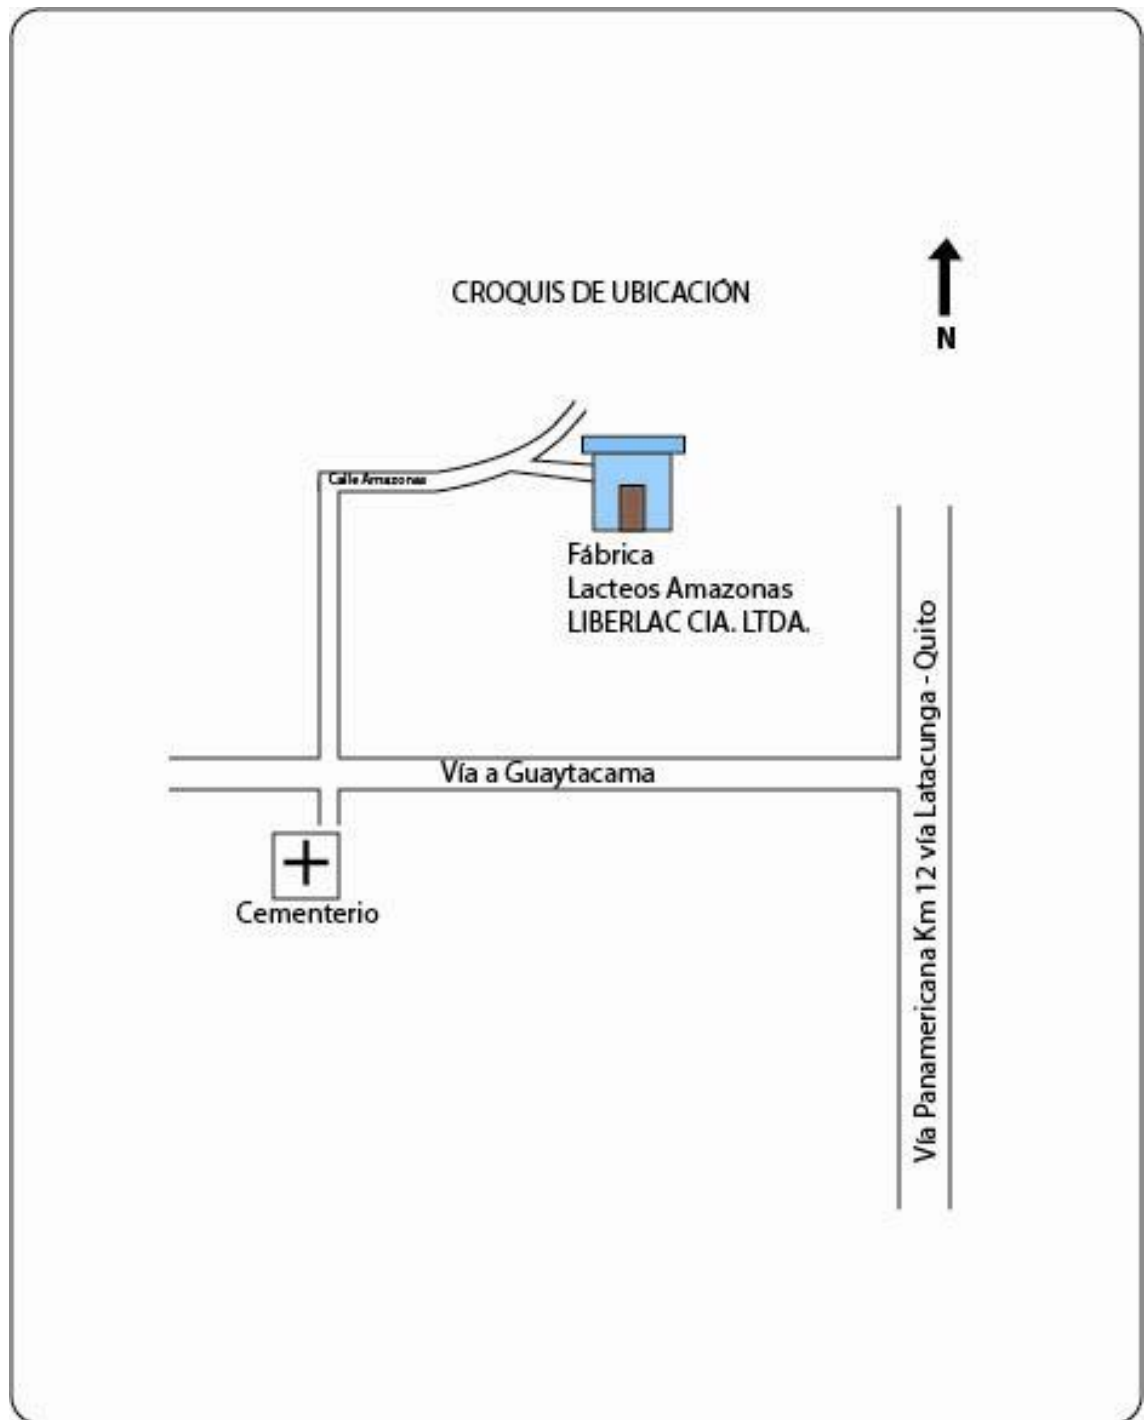 CROQUIS DE UBICACIÓN
N
Calle Amazonas
Fábrica
Lacteos Amazonas
LIBERLAC CIA. LTDA.
Vía a Guaytacama
Vía Panamericana Km 12 vía Latacunga - Quito
Cementerio